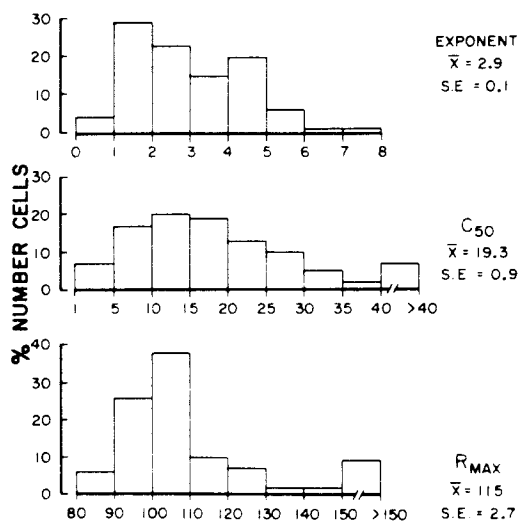 % NUMBER CELLS
30
20
10
0
0 1 2 3 4 5 6 7 8
EXPONENT
x̄ = 2.9
S.E = 0.1
30
20
10
0
1 5 10 15 20 25 30 35 40 >40
C50
x̄ = 19.3
S.E = 0.9
40
30
20
10
0
80 90 100 110 120 130 140 150 >150
RMAX
x̄ = 115
S.E. = 2.7